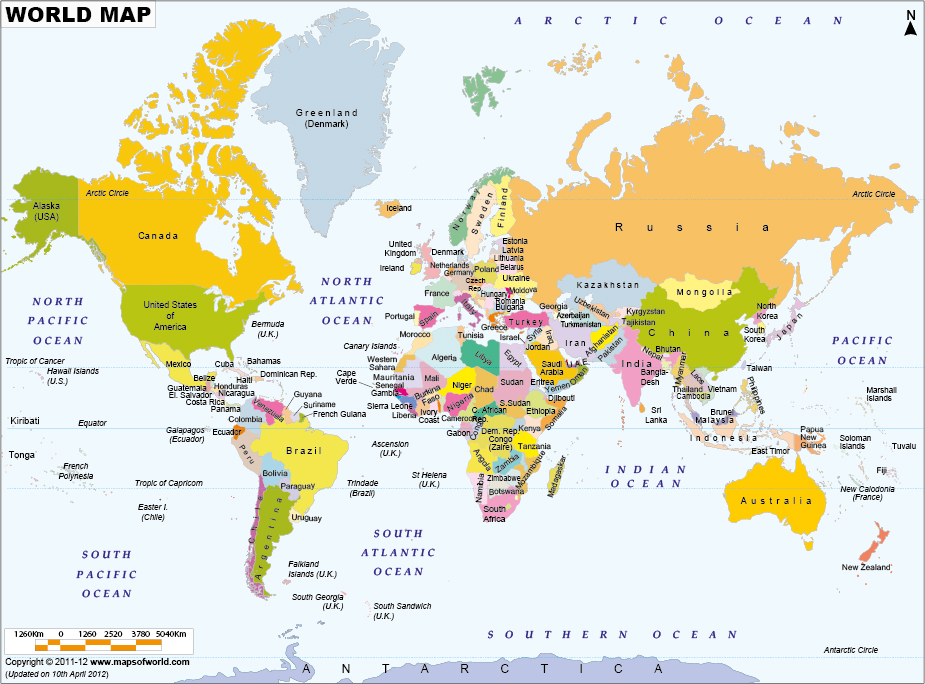 WORLD MAP
ARCTIC OCEAN
N
Greenland
(Denmark)
Alaska
(USA)
Arctic Circle
Arctic Circle
Canada
Iceland
Norway
Sweden
Finland
Russia
United
Kingdom
Ireland
Denmark
Estonia
Latvia
Lithuania
Belarus
Netherlands
Germany
Poland
Czech
Rep.
Ukraine
France
Hungary
Moldova
Romania
Bulgaria
Italy
Portugal
Spain
Greece
Turkey
Georgia
Azerbaijan
Turkmenistan
Kazakhstan
Uzbekistan
Kyrgyzstan
Tajikistan
Mongolia
China
North
Korea
South
Korea
Japan
NORTH
PACIFIC
OCEAN
NORTH
ATLANTIC
OCEAN
PACIFIC
OCEAN
United States
of
America
Bermuda
(U.K.)
Tropic of Cancer
Hawaii Islands
(U.S.)
Mexico
Cuba
Bahamas
Dominican Rep.
Haiti
Belize
Honduras
Guatemala
El. Salvador
Nicaragua
Costa Rica
Panama
Venezuela
Guyana
Suriname
French Guiana
Colombia
Kiribati
Equator
Galapagos
(Ecuador)
Ecuador
Peru
Brazil
Bolivia
Paraguay
Chile
Argentina
Uruguay
Tonga
French
Polynesia
Tropic of Capricorn
Easter I.
(Chile)
Trindade
(Brazil)
Ascension
(U.K.)
St Helena
(U.K.)
Falkland
Islands (U.K.)
South Georgia
(U.K.)
South Sandwich
(U.K.)
Canary Islands
Morocco
Tunisia
Algeria
Libya
Egypt
Western
Sahara
Cape
Verde
Mauritania
Senegal
Gambia
Mali
Burkina
Faso
Niger
Chad
Sudan
S.Sudan
Eritrea
Djibouti
Ethiopia
Somalia
Sierra Leone
Liberia
Ivory
Coast
Nigeria
Cameroon
C. African
Rep.
Gabon
Congo
Dem. Rep.
Congo
(Zaire)
Kenya
Tanzania
Angola
Zambia
Mozambique
Zimbabwe
Namibia
Botswana
South
Africa
Madagaskar
Israel
Syria
Jordan
Iraq
Iran
Saudi
Arabia
Yemen
Oman
U.A.E
Afghanistan
Pakistan
India
Nepal
Bhutan
Bangla-
Desh
Myanmar
Laos
Thailand
Vietnam
Cambodia
Sri
Lanka
Taiwan
Philippines
Brunei
Malaysia
Indonesia
East Timor
Papua
New
Guinea
Marshall
Islands
Soloman
Islands
Tuvalu
Fiji
New Calodonia
(France)
Australia
New Zealand
INDIAN
OCEAN
SOUTH
PACIFIC
OCEAN
SOUTH
ATLANTIC
OCEAN
SOUTHERN OCEAN
Antarctic Circle
ANTARCTICA
1260Km 0 1260 2520 3780 5040Km
Copyright © 2011-12 www.mapsofworld.com
(Updated on 10th April 2012)